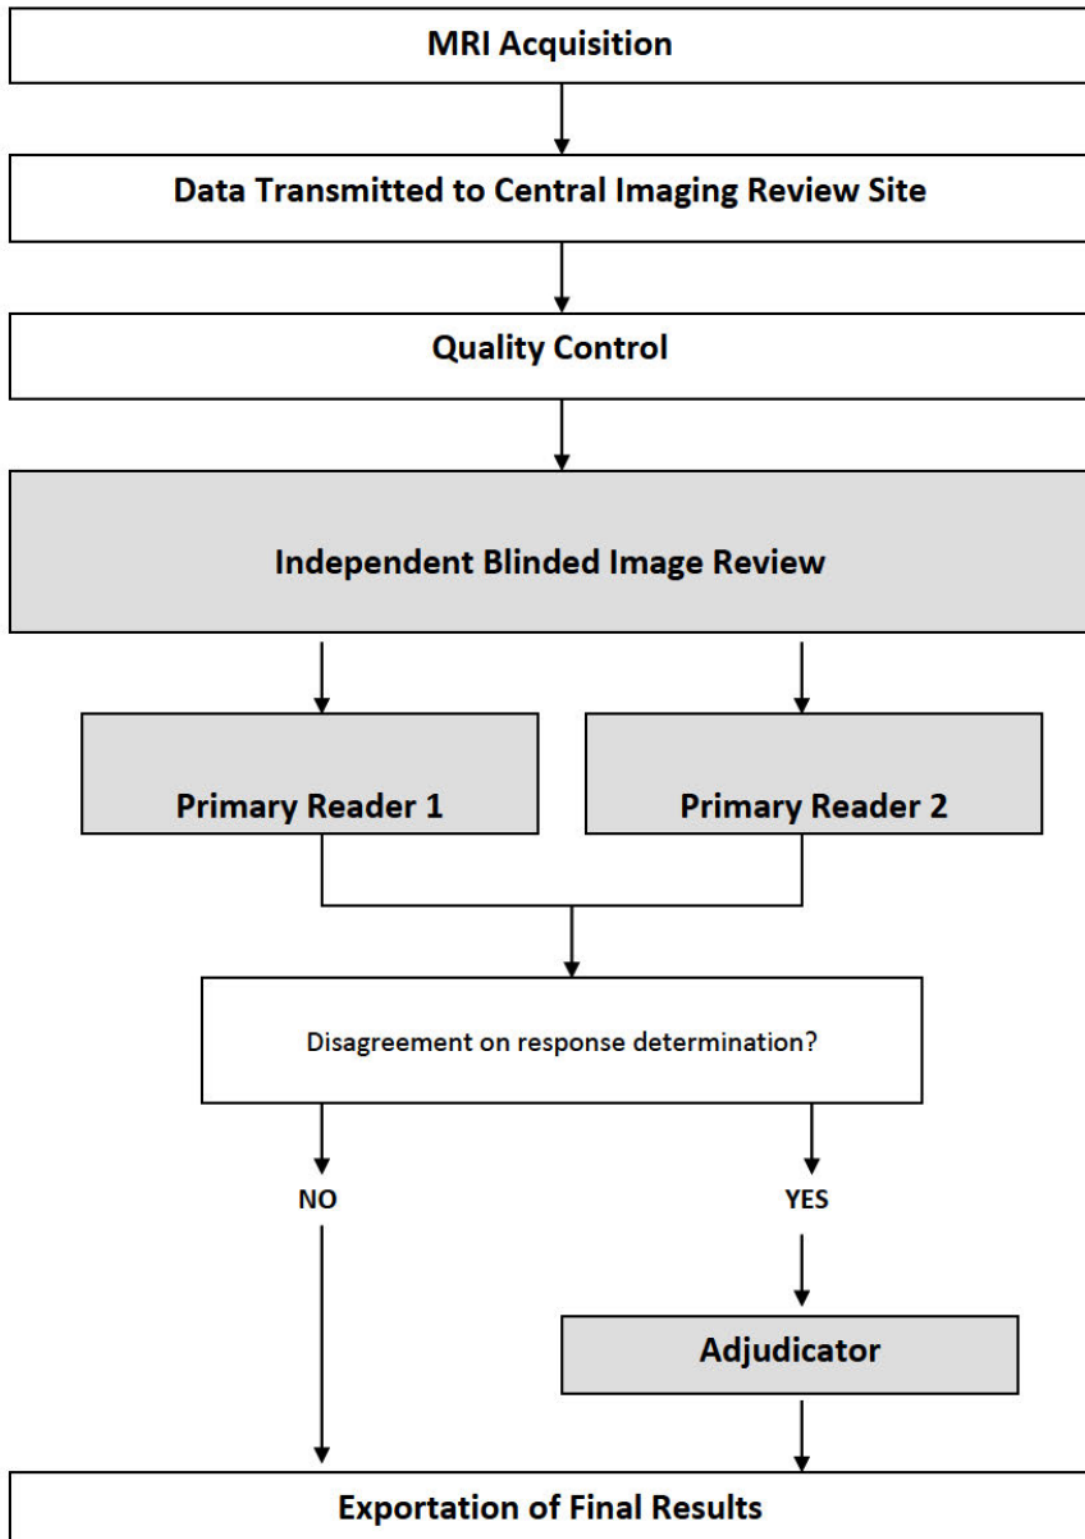 MRI Acquisition
Data Transmitted to Central Imaging Review Site
Quality Control
Independent Blinded Image Review
Primary Reader 1
Primary Reader 2
Disagreement on response determination?
NO
YES
Adjudicator
Exportation of Final Results